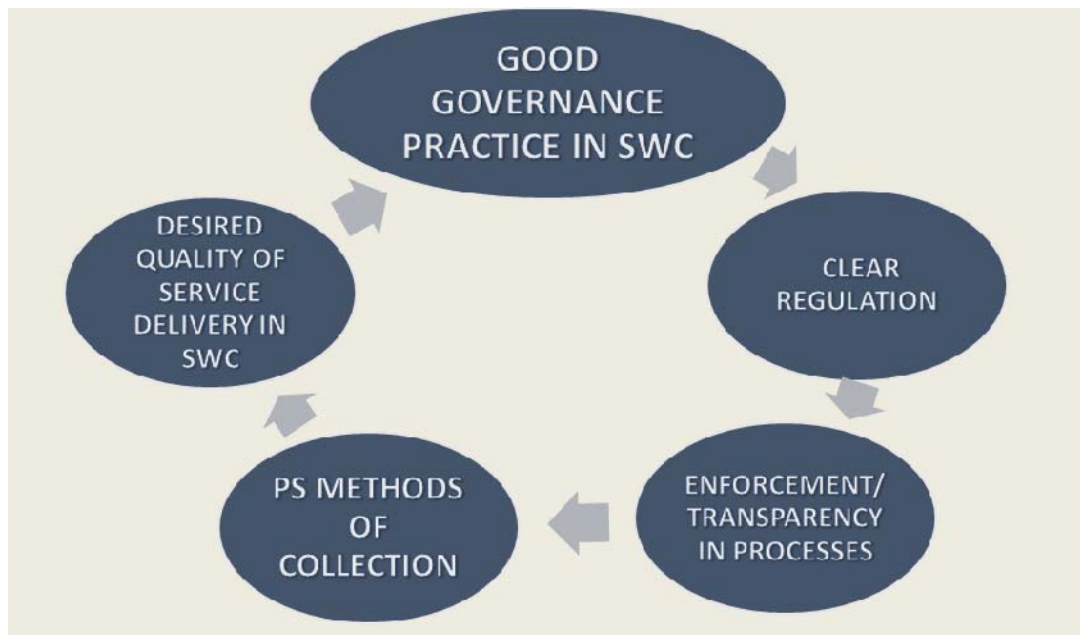 GOOD
GOVERNANCE
PRACTICE IN SWC
CLEAR
REGULATION
ENFORCEMENT/
TRANSPARENCY
IN PROCESSES
PS METHODS
OF
COLLECTION
DESIRED
QUALITY OF
SERVICE
DELIVERY IN
SWC